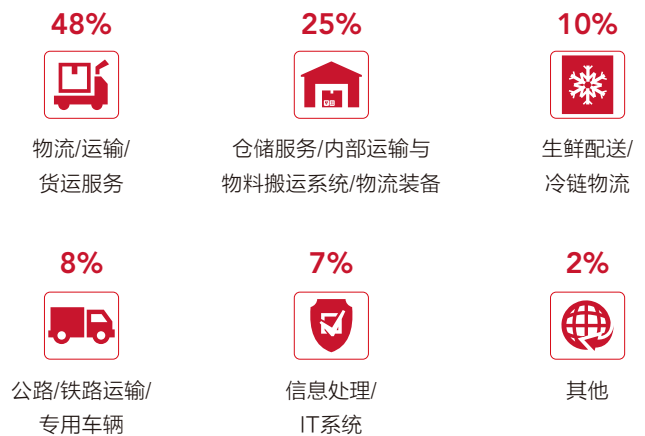 48%
25%
10%
物流/运输/
货运服务
仓储服务/内部运输与
物料搬运系统/物流装备
生鲜配送/
冷链物流
8%
7%
2%
公路/铁路运输/
专用车辆
信息处理/
IT系统
其他